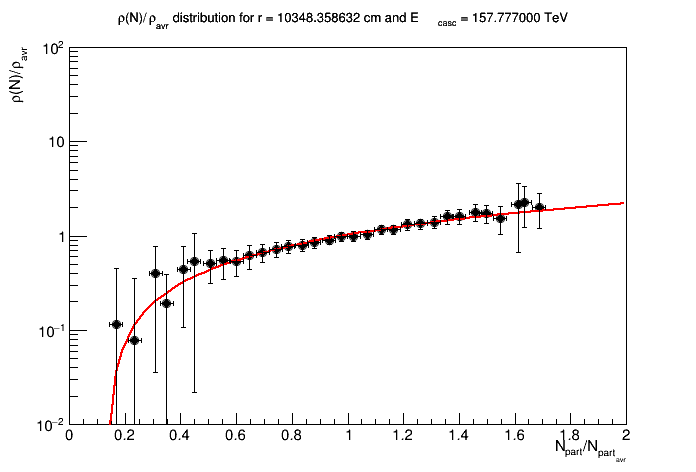 ρ(N)/ρavr distribution for r = 10348.358632 cm and E casc = 157.777000 TeV
ρ(N)/ρavr
10²
10
1
10⁻¹
10⁻²
0 0.2 0.4 0.6 0.8 1 1.2 1.4 1.6 1.8 2
Npart/Npartavr